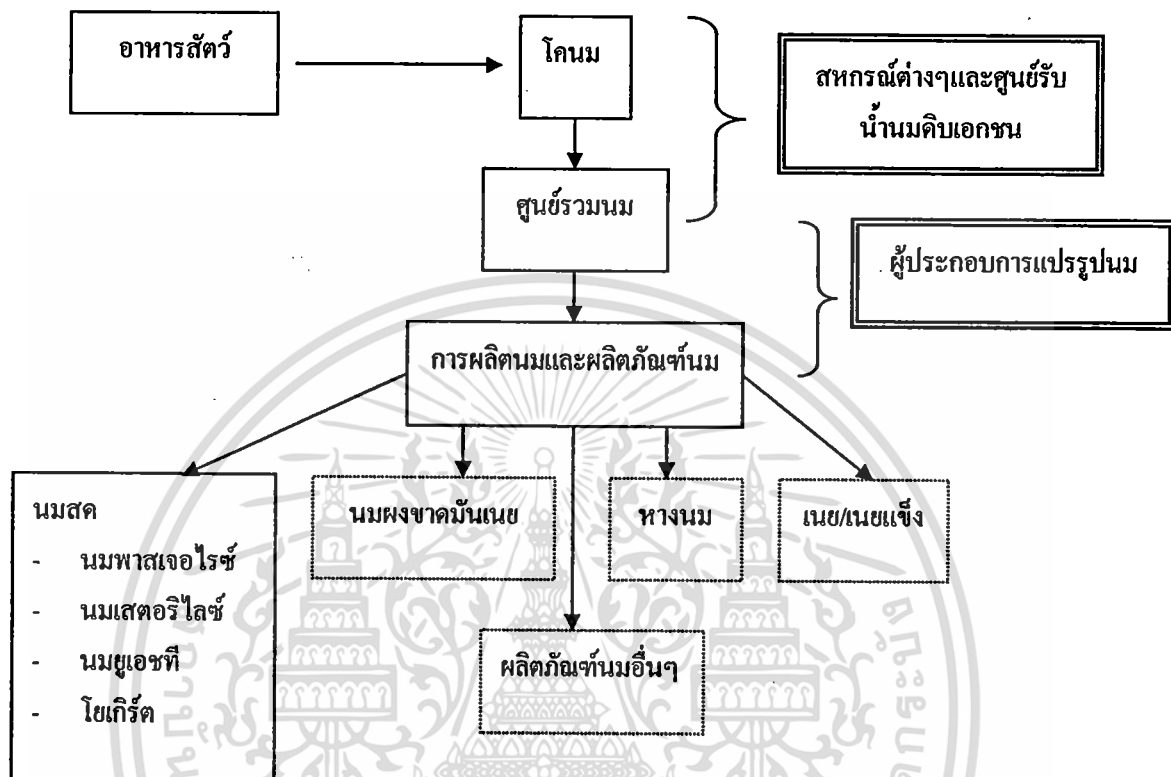 อาหารสัตว์
โคนม
สหกรณ์ต่างๆและศูนย์รับ
น้ำนมดิบเอกชน
ศูนย์รวมนม
ผู้ประกอบการแปรรูปนม
การผลิตนมและผลิตภัณฑ์นม
นมสด
- นมพาสเจอไรซ์
- นมเสตอริไลซ์
- นมยูเอชที
- โยเกิร์ต
นมผงขาดมันเนย
หางนม
เนย/เนยแข็ง
ผลิตภัณฑ์นมอื่นๆ